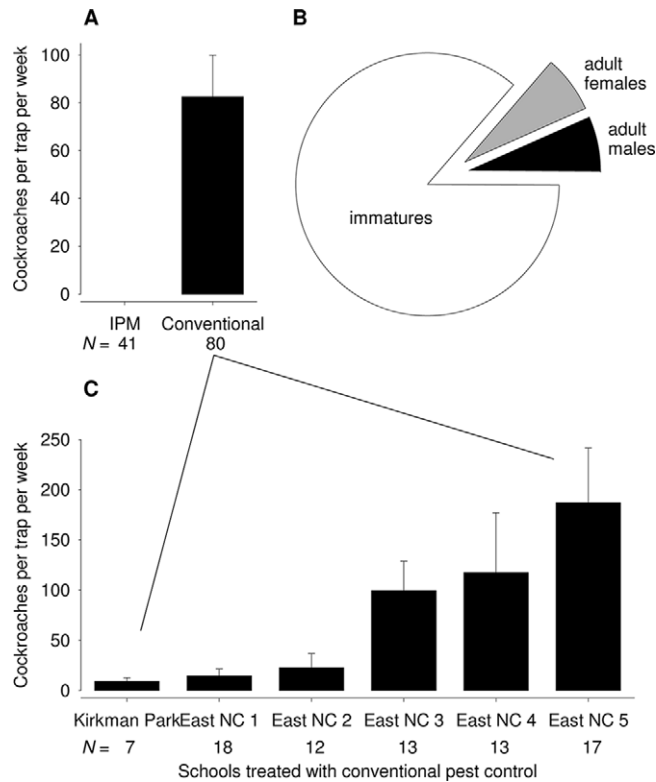 A
Cockroaches per trap per week
100
80
60
40
20
0
IPM Conventional
N = 41 80
B
adult
females
adult
males
immatures
C
Cockroaches per trap per week
250
200
150
100
50
0
Kirkman Park East NC 1 East NC 2 East NC 3 East NC 4 East NC 5
N = 7 18 12 13 13 17
Schools treated with conventional pest control